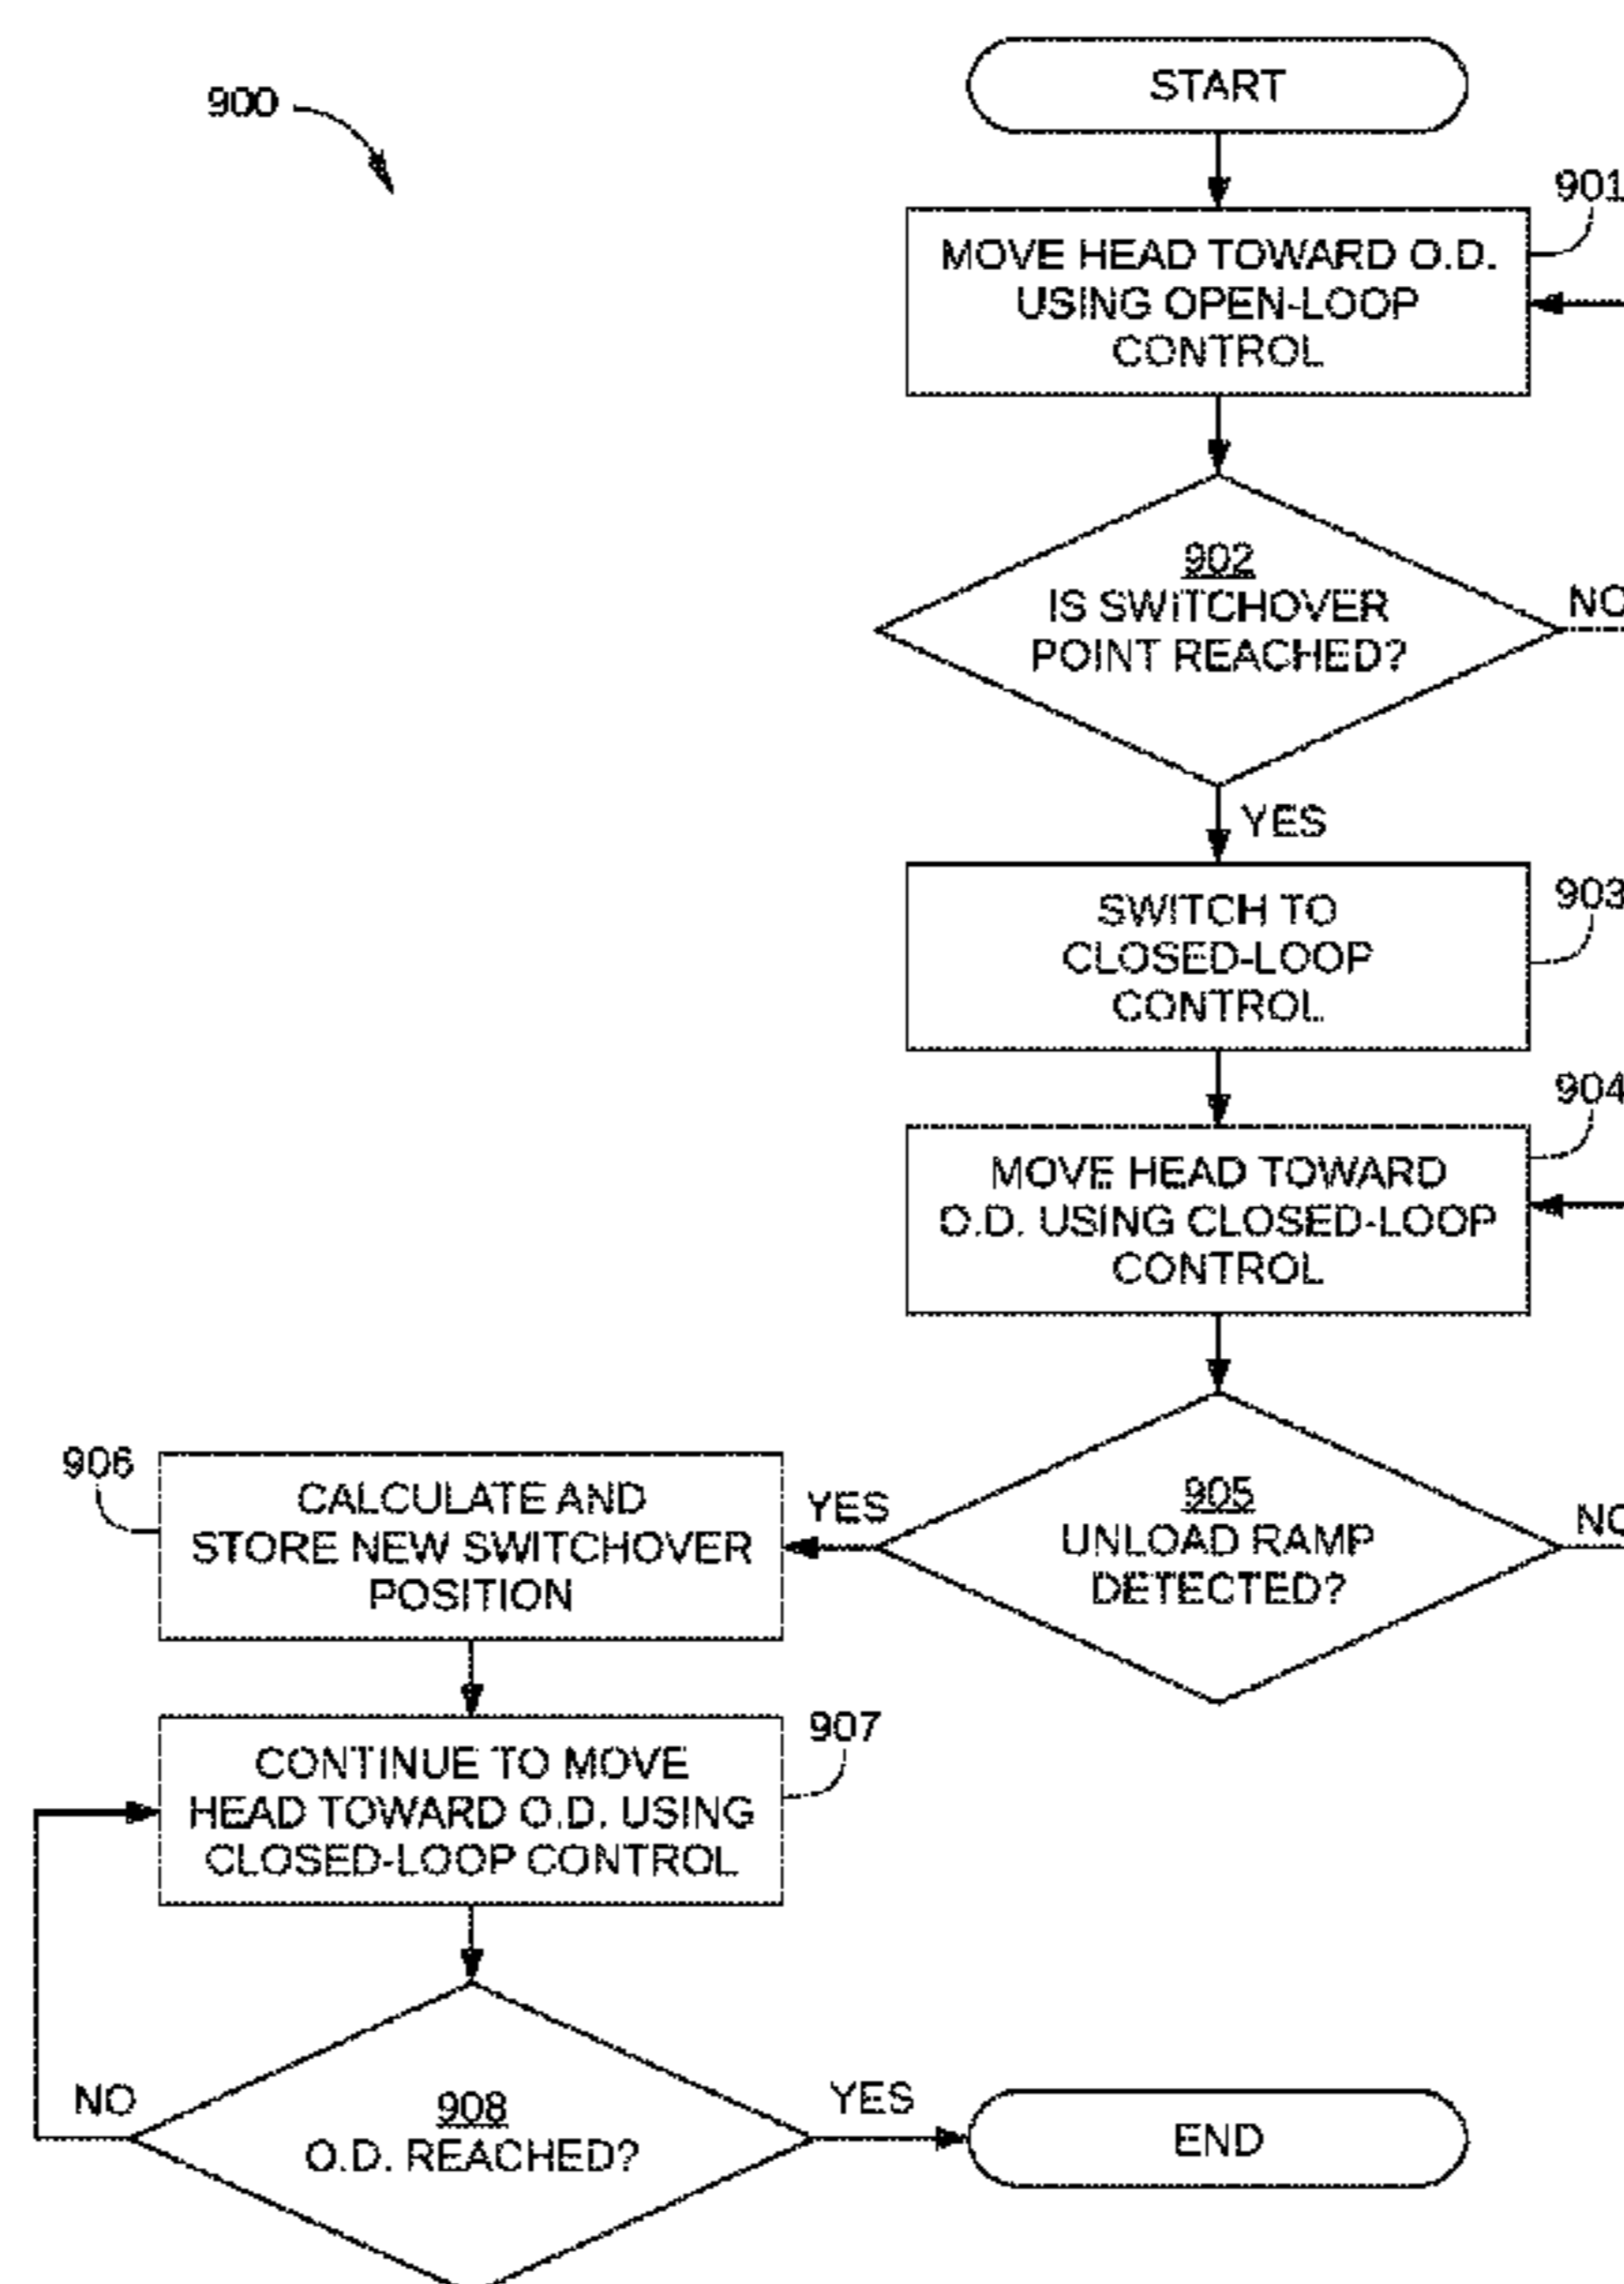 900
START
901
MOVE HEAD TOWARD O.D.
USING OPEN-LOOP
CONTROL
902
IS SWITCHOVER
POINT REACHED?
NO
YES
903
SWITCH TO
CLOSED-LOOP
CONTROL
904
MOVE HEAD TOWARD
O.D. USING CLOSED-LOOP
CONTROL
905
UNLOAD RAMP
DETECTED?
NO
YES
906
CALCULATE AND
STORE NEW SWITCHOVER
POSITION
907
CONTINUE TO MOVE
HEAD TOWARD O.D. USING
CLOSED-LOOP CONTROL
908
O.D. REACHED?
NO
YES
END